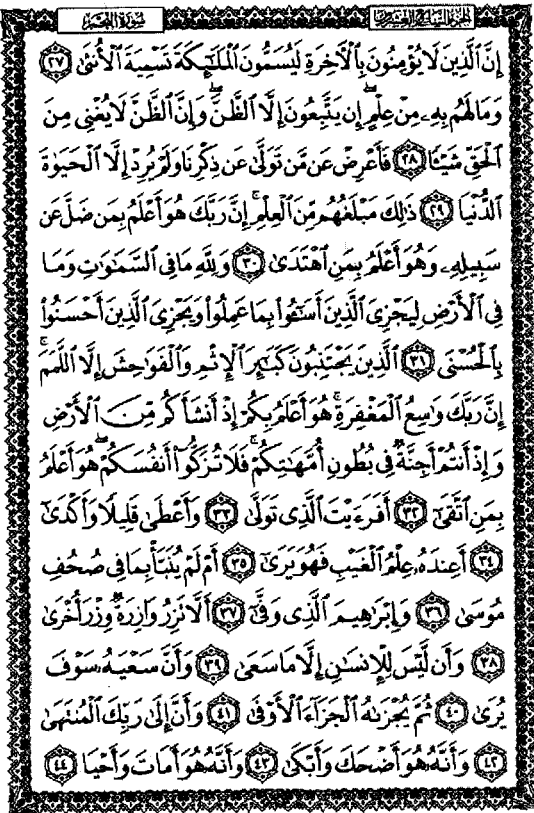 سورة النجم الجزء السابع والعشرون
إِنَّ ٱلَّذِينَ لَا يُؤْمِنُونَ بِٱلْآخِرَةِ لَيُسَمُّونَ ٱلْمَلَٰٓئِكَةَ تَسْمِيَةَ ٱلْأُنثَىٰ ٢٧
وَمَا لَهُم بِهِۦ مِنْ عِلْمٍ إِن يَتَّبِعُونَ إِلَّا ٱلظَّنَّ وَإِنَّ ٱلظَّنَّ لَا يُغْنِى مِنَ
ٱلْحَقِّ شَيْـًٔا ٢٨ فَأَعْرِضْ عَن مَّن تَوَلَّىٰ عَن ذِكْرِنَا وَلَمْ يُرِدْ إِلَّا ٱلْحَيَوٰةَ
ٱلدُّنْيَا ٢٩ ذَٰلِكَ مَبْلَغُهُم مِّنَ ٱلْعِلْمِ إِنَّ رَبَّكَ هُوَ أَعْلَمُ بِمَن ضَلَّ عَن
سَبِيلِهِۦ وَهُوَ أَعْلَمُ بِمَنِ ٱهْتَدَىٰ ٣٠ وَلِلَّهِ مَا فِى ٱلسَّمَٰوَٰتِ وَمَا
فِى ٱلْأَرْضِ لِيَجْزِىَ ٱلَّذِينَ أَسَٰٓـُٔوا۟ بِمَا عَمِلُوا۟ وَيَجْزِىَ ٱلَّذِينَ أَحْسَنُوا۟
بِٱلْحُسْنَى ٣١ ٱلَّذِينَ يَجْتَنِبُونَ كَبَٰٓئِرَ ٱلْإِثْمِ وَٱلْفَوَٰحِشَ إِلَّا ٱللَّمَمَ
إِنَّ رَبَّكَ وَٰسِعُ ٱلْمَغْفِرَةِ هُوَ أَعْلَمُ بِكُمْ إِذْ أَنشَأَكُم مِّنَ ٱلْأَرْضِ
وَإِذْ أَنتُمْ أَجِنَّةٌ فِى بُطُونِ أُمَّهَٰتِكُمْ فَلَا تُزَكُّوٓا۟ أَنفُسَكُمْ هُوَ أَعْلَمُ
بِمَنِ ٱتَّقَىٰٓ ٣٢ أَفَرَءَيْتَ ٱلَّذِى تَوَلَّىٰ ٣٣ وَأَعْطَىٰ قَلِيلًا وَأَكْدَىٰٓ
٣٤ أَعِندَهُۥ عِلْمُ ٱلْغَيْبِ فَهُوَ يَرَىٰٓ ٣٥ أَمْ لَمْ يُنَبَّأْ بِمَا فِى صُحُفِ
مُوسَىٰ ٣٦ وَإِبْرَٰهِيمَ ٱلَّذِى وَفَّىٰٓ ٣٧ أَلَّا تَزِرُ وَازِرَةٌ وِزْرَ أُخْرَىٰ
٣٨ وَأَن لَّيْسَ لِلْإِنسَٰنِ إِلَّا مَا سَعَىٰ ٣٩ وَأَنَّ سَعْيَهُۥ سَوْفَ
يُرَىٰ ٤٠ ثُمَّ يُجْزَىٰهُ ٱلْجَزَآءَ ٱلْأَوْفَىٰ ٤١ وَأَنَّ إِلَىٰ رَبِّكَ ٱلْمُنتَهَىٰ
٤٢ وَأَنَّهُۥ هُوَ أَضْحَكَ وَأَبْكَىٰ ٤٣ وَأَنَّهُۥ هُوَ أَمَاتَ وَأَحْيَا ٤٤